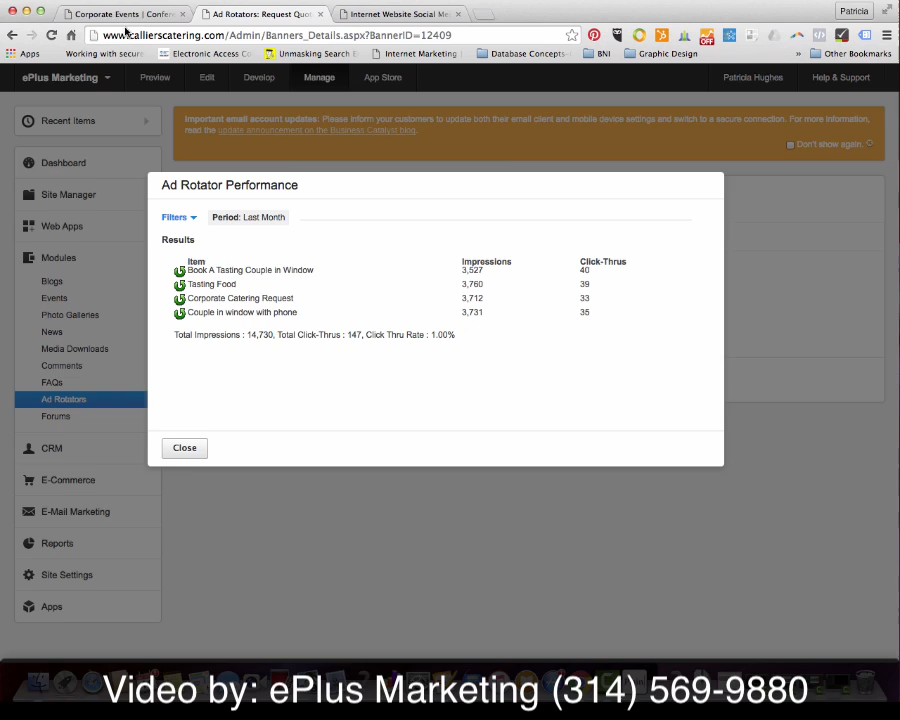 Corporate Events | Confere
Ad Rotators: Request Quot
Internet Website Social Me
Patricia
www.callierscatering.com/Admin/Banners_Details.aspx?BannerID=12409
Apps
Working with secure
Electronic Access Co
Unmasking Search E
Internet Marketing
Database Concepts-
BNI
Graphic Design
»
Other Bookmarks
OFF
ePlus Marketing
Preview
Edit
Develop
Manage
App Store
Patricia Hughes
Help & Support
Recent Items
Important email account updates: Please inform your customers to update both their email client and mobile device settings and switch to a secure connection. For more information,
read the update announcement on the Business Catalyst blog.
Don't show again.
Dashboard
Site Manager
Web Apps
Modules
Blogs
Events
Photo Galleries
News
Media Downloads
Comments
FAQs
Ad Rotators
Forums
CRM
E-Commerce
E-Mail Marketing
Reports
Site Settings
Apps
Ad Rotator Performance
Filters
Period: Last Month
Results
Item Impressions Click-Thrus
Book A Tasting Couple in Window 3,527 40
Tasting Food 3,760 39
Corporate Catering Request 3,712 33
Couple in window with phone 3,731 35
Total Impressions : 14,730, Total Click-Thrus : 147, Click Thru Rate : 1.00%
Close
Video by: ePlus Marketing (314) 569-9880